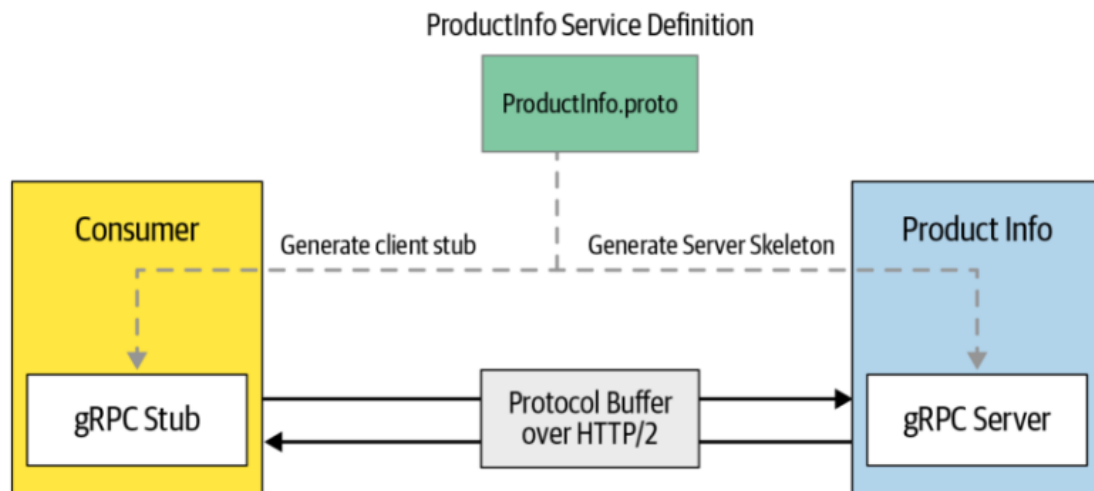 ProductInfo Service Definition
ProductInfo.proto
Consumer
Product Info
Generate client stub
Generate Server Skeleton
gRPC Stub
Protocol Buffer
over HTTP/2
gRPC Server